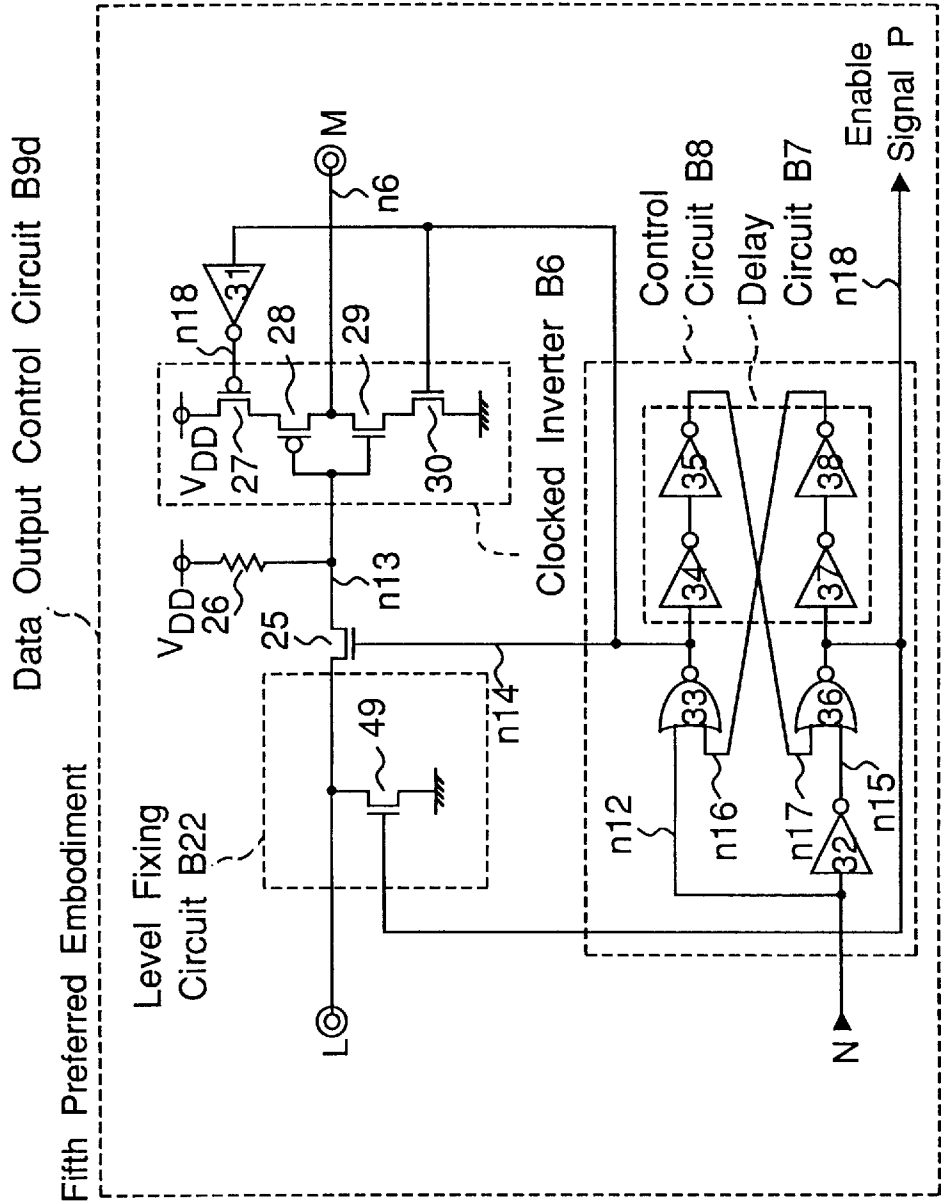 Fifth Preferred Embodiment
Data Output Control Circuit B9d
Level Fixing
Circuit B22
L
49
25
V_DD
26
n13
n14
V_DD
27
28
29
30
n18
31
n6
M
Clocked Inverter B6
Control
Circuit B8
Delay
Circuit B7
N
n12
32
n15
n16
n17
33
34
35
36
37
38
n18
Enable
Signal P